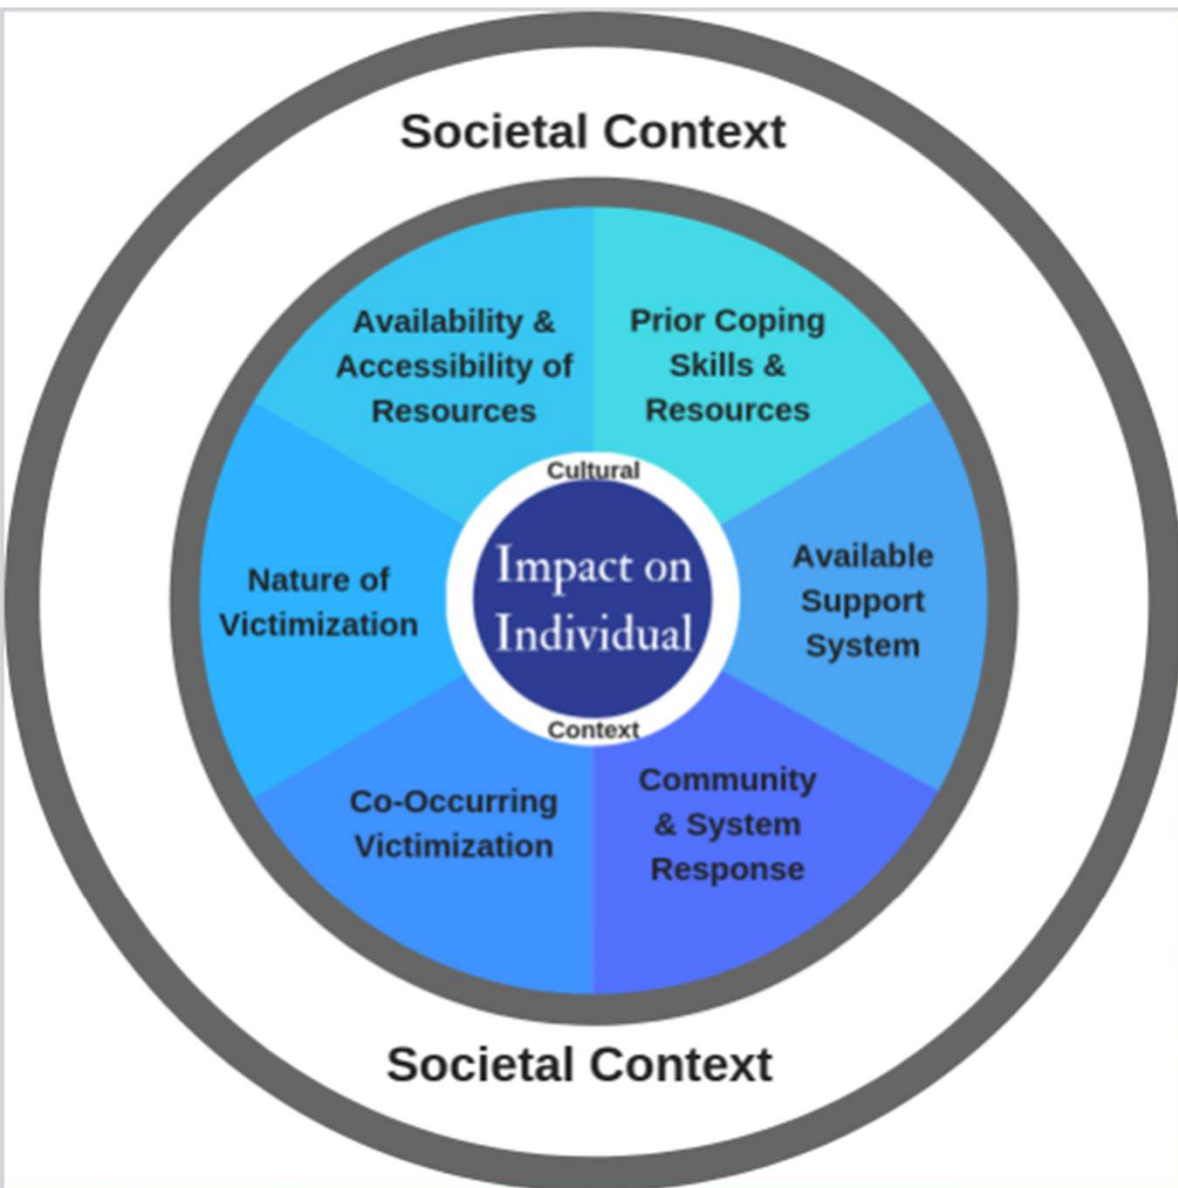 Societal Context
Availability &
Accessibility of
Resources
Prior Coping
Skills &
Resources
Cultural
Impact on
Individual
Context
Nature of
Victimization
Available
Support
System
Co-Occurring
Victimization
Community
& System
Response
Societal Context